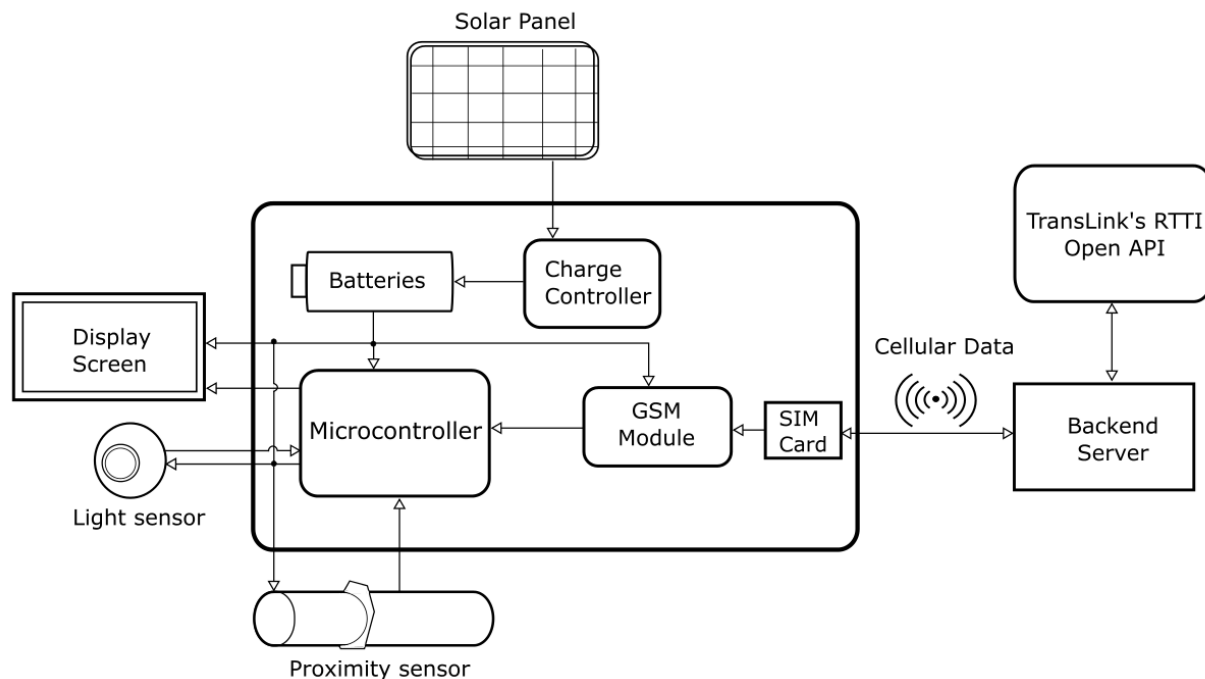 Solar Panel
Batteries
Charge
Controller
Display
Screen
Microcontroller
GSM
Module
SIM
Card
Cellular Data
TransLink's RTTI
Open API
Backend
Server
Light sensor
Proximity sensor